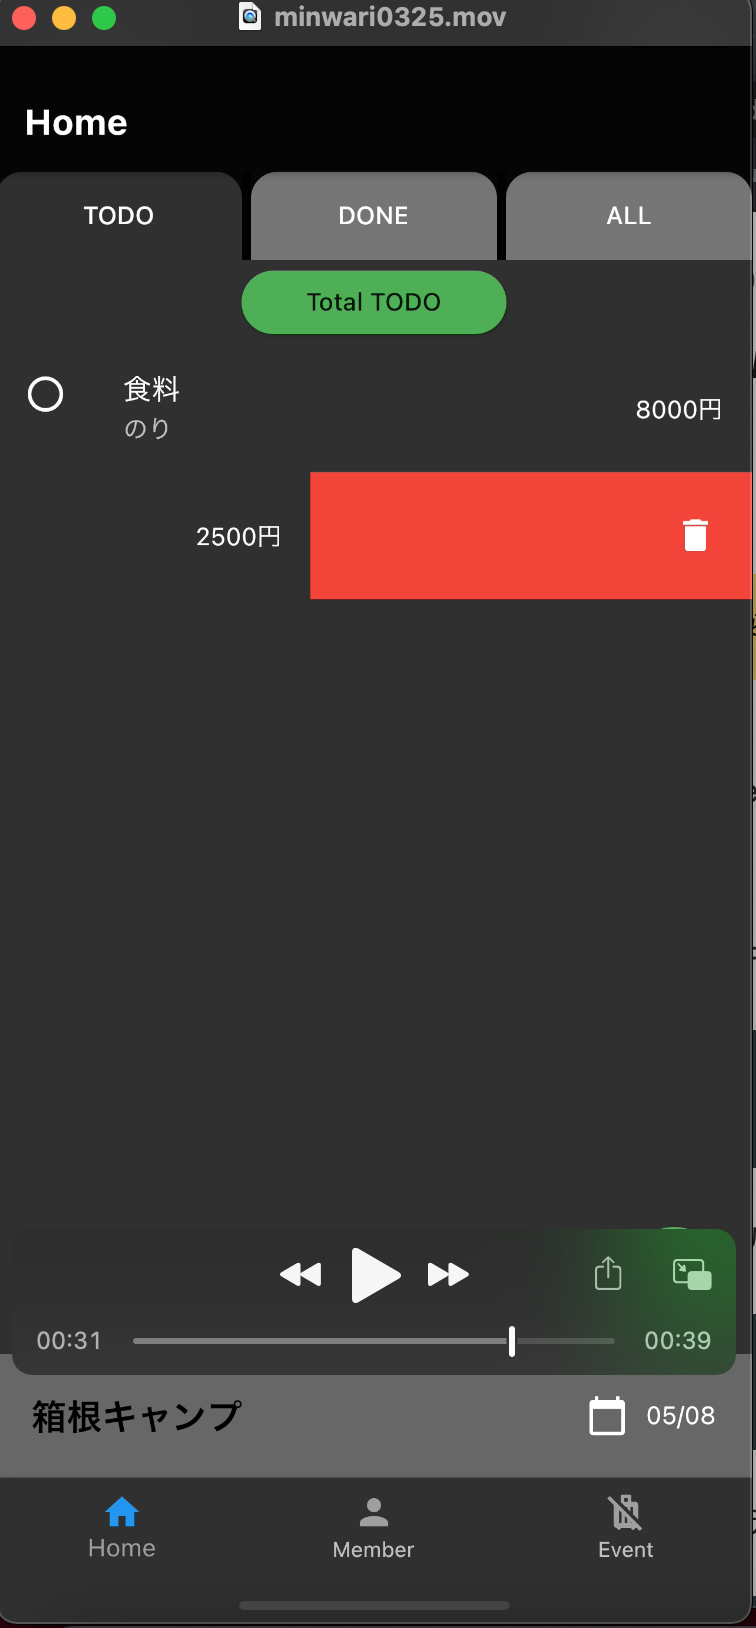 minwari0325.mov
Home
TODO
DONE
ALL
Total TODO
食料
のり
8000円
2500円
00:31
00:39
箱根キャンプ
05/08
Home
Member
Event